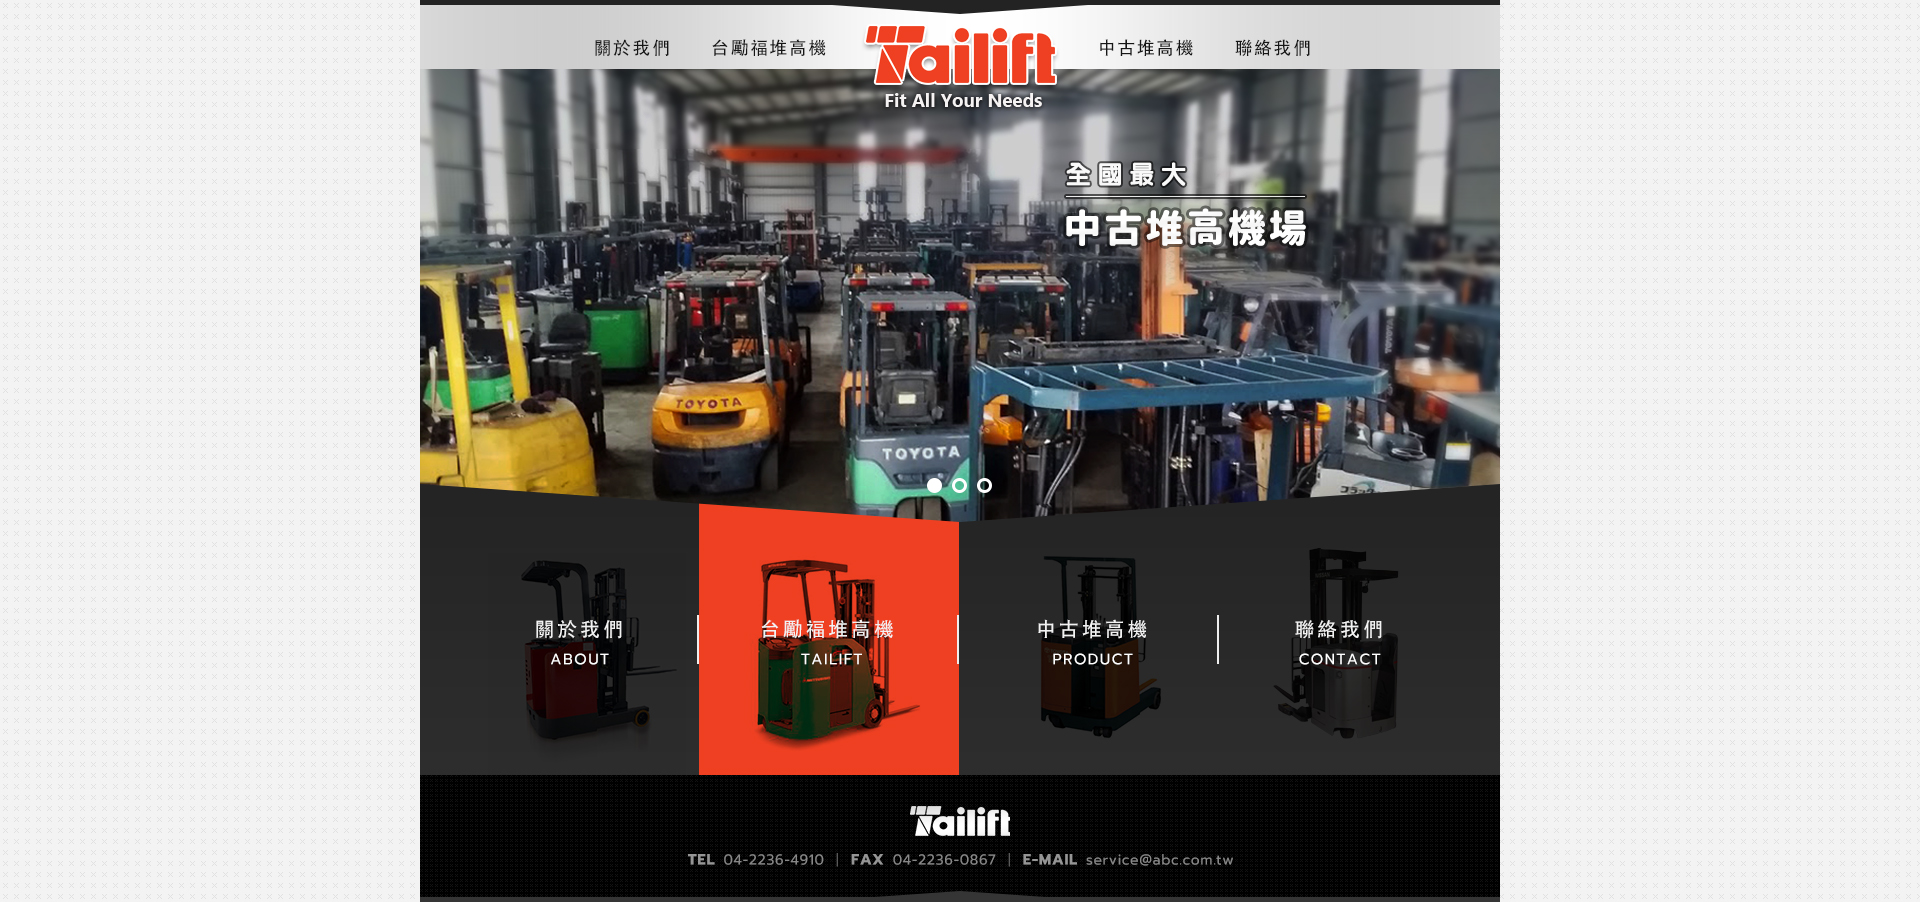 關於我們
台勵福堆高機
Tailift
Fit All Your Needs
中古堆高機
聯絡我們
全國最大
中古堆高機場
TOYOTA
TOYOTA
TOYOTA
關於我們
ABOUT
台勵福堆高機
TAILIFT
中古堆高機
PRODUCT
聯絡我們
CONTACT
Tailift
TEL 04-2236-4910 | FAX 04-2236-0867 | E-MAIL service@abc.com.tw